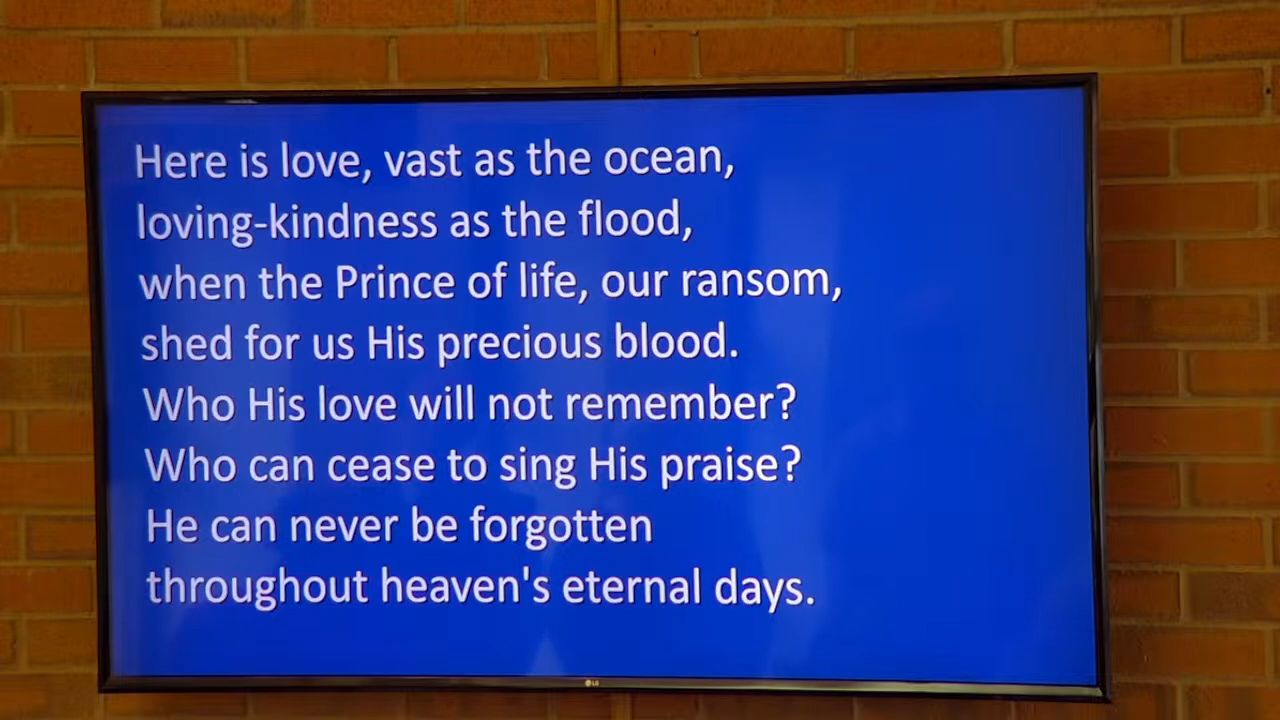 Here is love, vast as the ocean,
loving-kindness as the flood,
when the Prince of life, our ransom,
shed for us His precious blood.
Who His love will not remember?
Who can cease to sing His praise?
He can never be forgotten
throughout heaven's eternal days.
LG